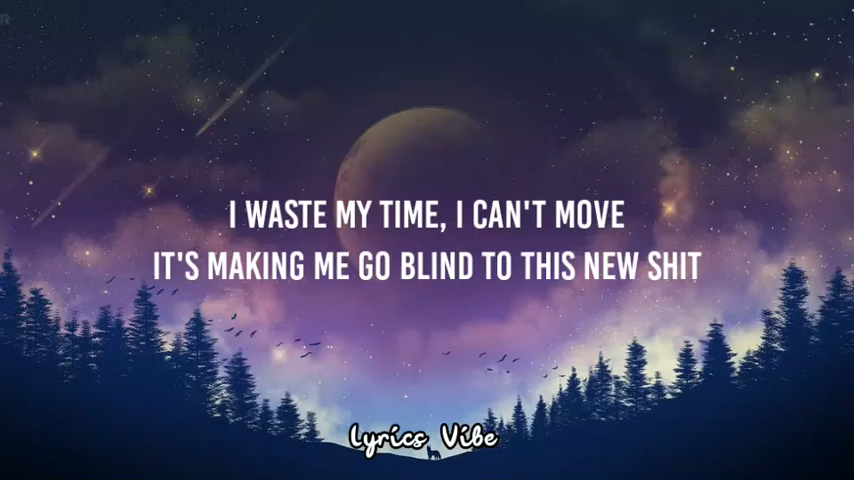 I WASTE MY TIME, I CAN'T MOVE
IT'S MAKING ME GO BLIND TO THIS NEW SHIT
Lyrics Vibe